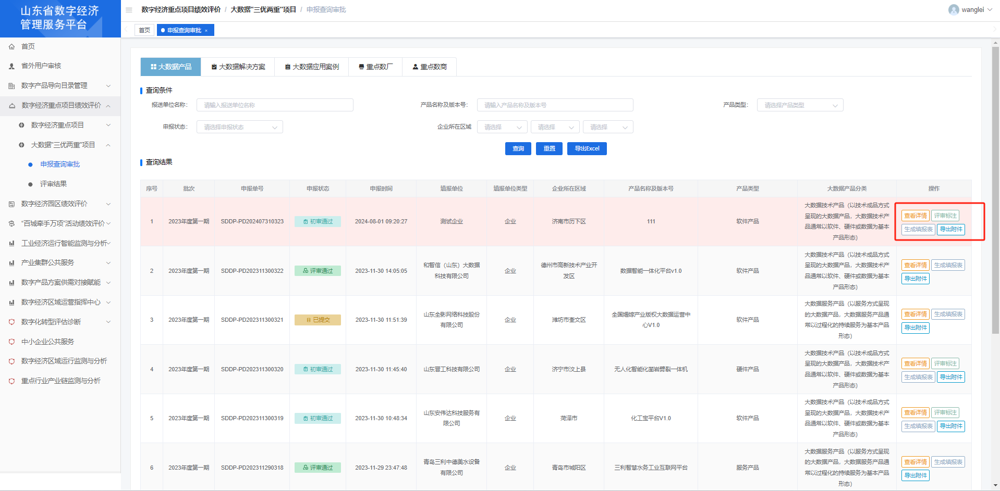 山东省数字经济
管理服务平台
数字经济重点项目绩效评价 / 大数据"三优两重"项目 / 申报查询审批
wanglei
首页
申报查询审批 ×
首页
省外用户审核
数字产品导向目录管理
数字经济重点项目绩效评价
数字经济重点项目
大数据"三优两重"项目
申报查询审批
评审结果
数字经济园区绩效评价
"百城牵手万项"活动绩效评价
工业经济运行智能监测与分析
产业集群公共服务
数字产品方案供需对接赋能
数字经济区域运营指挥中心
数字化转型评估诊断
中小企业公共服务
数字经济区域运行监测与分析
重点行业产业链监测与分析
大数据产品 大数据解决方案 大数据应用案例 重点数厂 重点数商
查询条件
报送单位名称: 请输入报送单位名称 产品名称及版本号: 请输入产品名称及版本号 产品类型: 请选择产品类型
申报状态: 请选择申报状态 企业所在区域 请选择 请选择 请选择
查询 重置 导出Excel
查询结果
序号 批次 申报单号 申报状态 申报时间 填报单位 填报单位类型 企业所在区域 产品名称及版本号 产品类型 大数据产品分类 操作
1 2023年度第一期 SDDP-PD202407310323 初审通过 2024-08-01 09:20:27 测试企业 企业 济南市历下区 111 软件产品
大数据技术产品（以技术成品方式
呈现的大数据产品，大数据技术产
品通常以软件、硬件或数据为基本
产品形态)
查看详情 评审标注
生成填报表 导出附件
2 2023年度第一期 SDDP-PD202311300322 评审通过 2023-11-30 14:05:05
和智信（山东）大数据
科技有限公司
企业
德州市高新技术产业开
发区
数据智能一体化平台v1.0 软件产品
大数据技术产品（以技术成品方式
呈现的大数据产品，大数据技术产
品通常以软件、硬件或数据为基本
产品形态)
查看详情 生成填报表
导出附件
3 2023年度第一期 SDDP-PD202311300321 已提交 2023-11-30 11:51:39
山东全影网络科技股份
有限公司
企业 潍坊市奎文区
全国婚嫁产业版权大数据运营中
心V1.0
软件产品
大数据服务产品（以服务方式呈现
的大数据产品，大数据服务产品通
常以过程化的持续服务为基本产品
形态)
查看详情 生成填报表
导出附件
4 2023年度第一期 SDDP-PD202311300320 初审通过 2023-11-30 11:45:40 山东晋工科技有限公司 企业 济宁市汶上县 无人化智能化凿岩劈裂一体机 硬件产品
大数据技术产品（以技术成品方式
呈现的大数据产品，大数据技术产
品通常以软件、硬件或数据为基本
产品形态)
查看详情 评审标注
生成填报表 导出附件
5 2023年度第一期 SDDP-PD202311300319 初审通过 2023-11-30 10:48:34
山东安伟达科技服务有
限公司
企业 菏泽市 化工宝平台V1.0 软件产品
大数据技术产品（以技术成品方式
呈现的大数据产品，大数据技术产
品通常以软件、硬件或数据为基本
产品形态)
查看详情 评审标注
生成填报表 导出附件
6 2023年度第一期 SDDP-PD202311290318 评审通过 2023-11-29 23:47:48
青岛三利中德美水设备
有限公司
企业 青岛市城阳区 三利智慧水务工业互联网平台 服务产品
大数据服务产品（以服务方式呈现
的大数据产品，大数据服务产品通
常以过程化的持续服务为基本产品
形态)
查看详情 生成填报表
导出附件